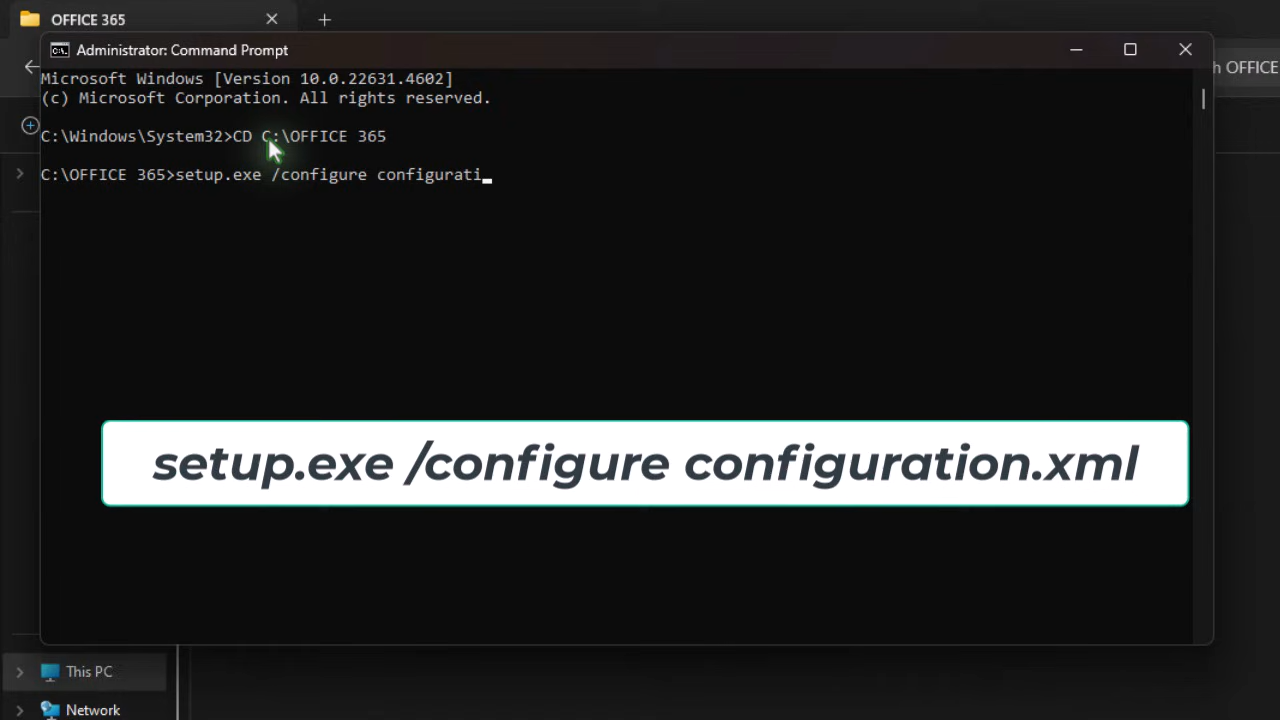 OFFICE 365
Administrator: Command Prompt
h OFFICE
Microsoft Windows [Version 10.0.22631.4602]
(c) Microsoft Corporation. All rights reserved.
C:\Windows\System32>CD C:\OFFICE 365
C:\OFFICE 365>setup.exe /configure configurati_
setup.exe /configure configuration.xml
This PC
Network